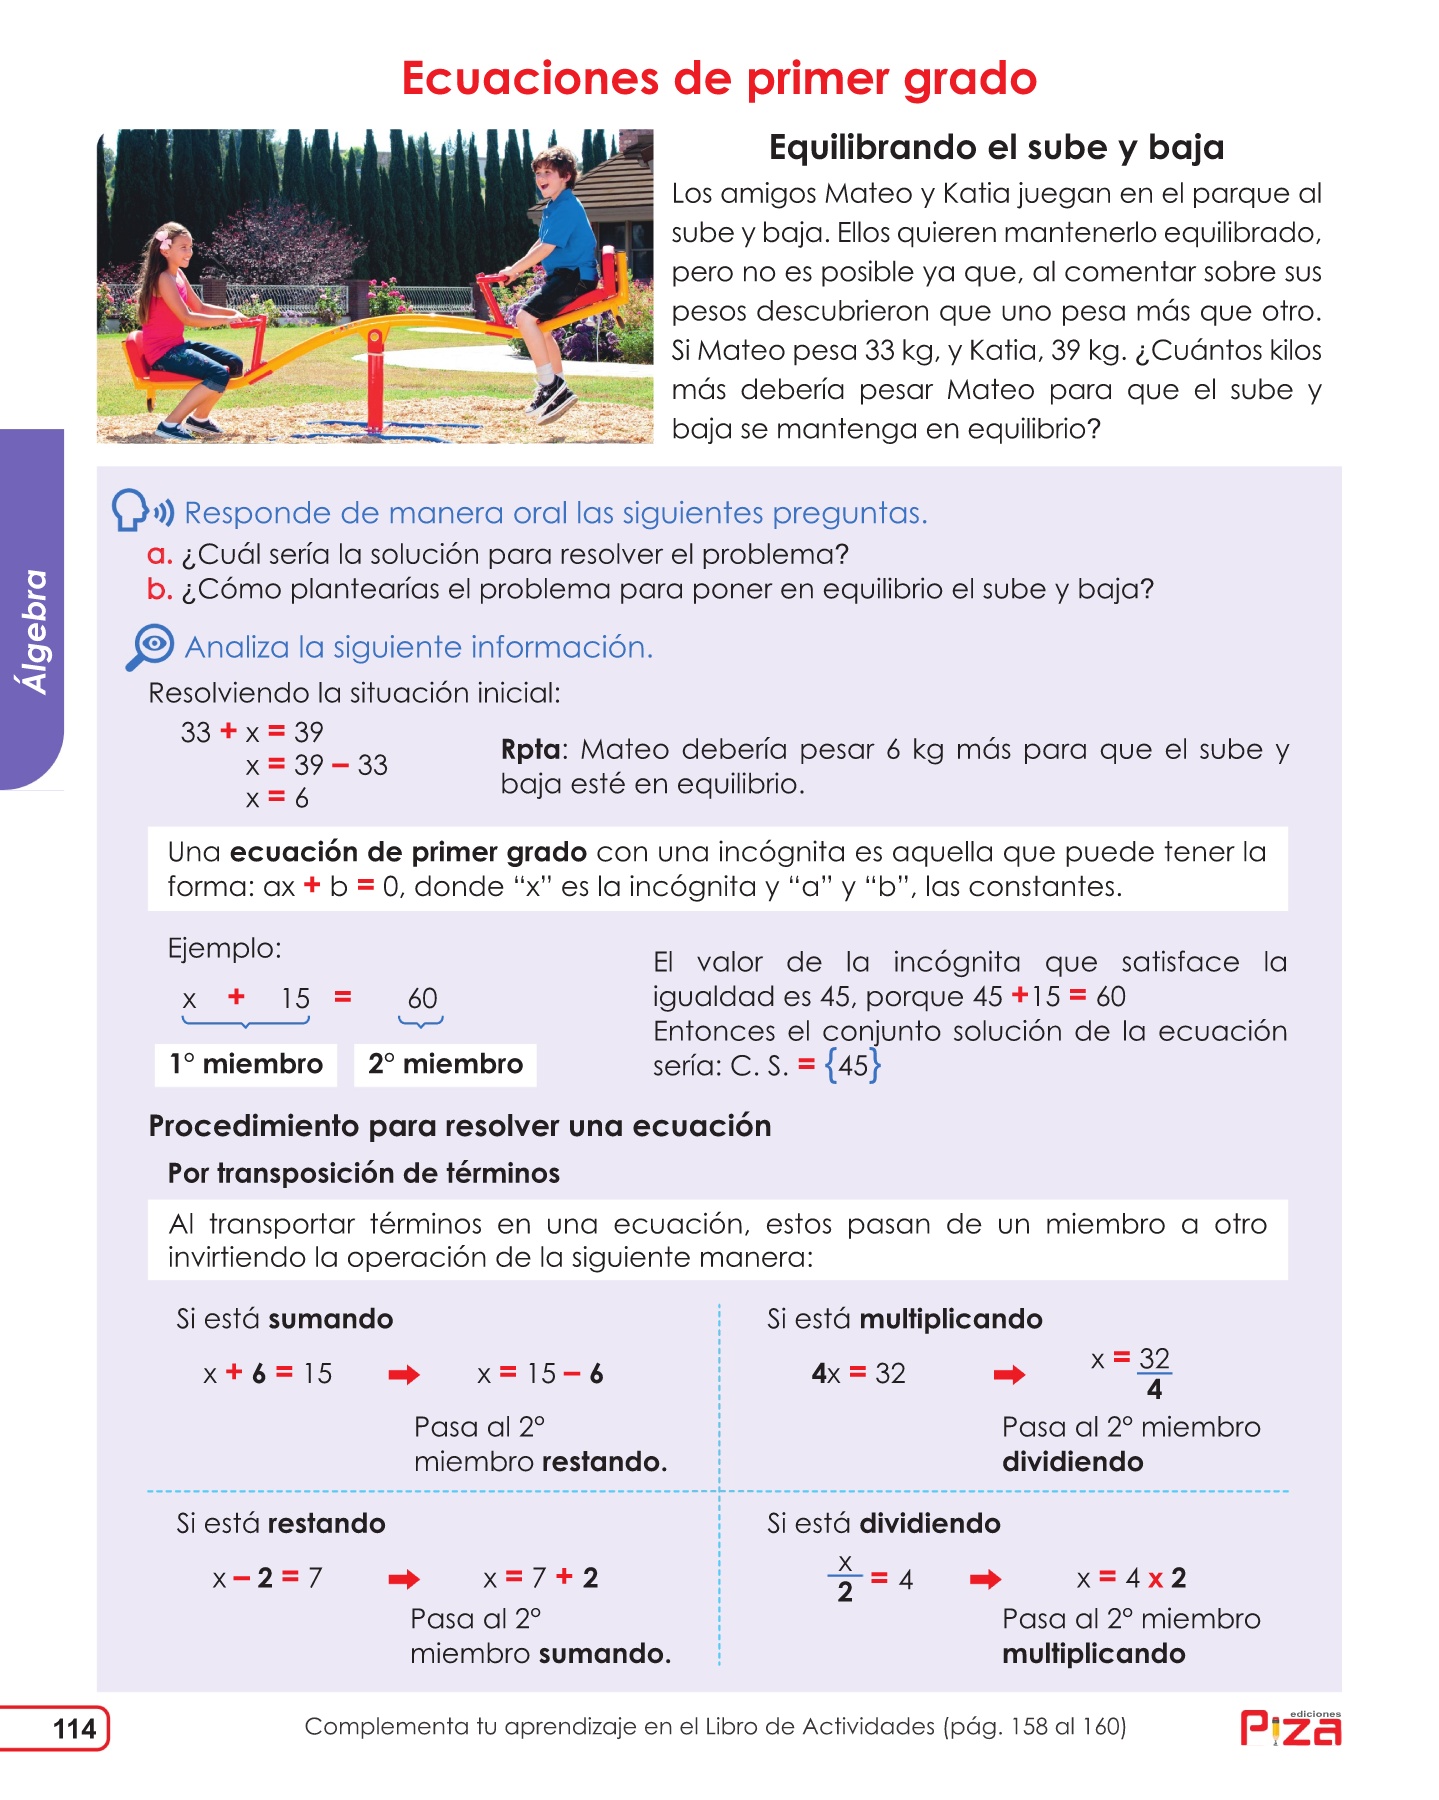 Ecuaciones de primer grado
Equilibrando el sube y baja
Los amigos Mateo y Katia juegan en el parque al
sube y baja. Ellos quieren mantenerlo equilibrado,
pero no es posible ya que, al comentar sobre sus
pesos descubrieron que uno pesa más que otro.
Si Mateo pesa 33 kg, y Katia, 39 kg. ¿Cuántos kilos
más debería pesar Mateo para que el sube y
baja se mantenga en equilibrio?
Álgebra
Responde de manera oral las siguientes preguntas.
a. ¿Cuál sería la solución para resolver el problema?
b. ¿Cómo plantearías el problema para poner en equilibrio el sube y baja?
Analiza la siguiente información.
Resolviendo la situación inicial:
33 + x = 39
x = 39 – 33
x = 6
Rpta: Mateo debería pesar 6 kg más para que el sube y
baja esté en equilibrio.
Una ecuación de primer grado con una incógnita es aquella que puede tener la
forma: ax + b = 0, donde “x” es la incógnita y “a” y “b”, las constantes.
Ejemplo:
x + 15 = 60
1° miembro 2° miembro
El valor de la incógnita que satisface la
igualdad es 45, porque 45 +15 = 60
Entonces el conjunto solución de la ecuación
sería: C. S. = {45}
Procedimiento para resolver una ecuación
Por transposición de términos
Al transportar términos en una ecuación, estos pasan de un miembro a otro
invirtiendo la operación de la siguiente manera:
Si está sumando
x + 6 = 15 ➡ x = 15 – 6
Pasa al 2°
miembro restando.
Si está multiplicando
4x = 32 ➡ x = 32
4
Pasa al 2° miembro
dividiendo
Si está restando
x – 2 = 7 ➡ x = 7 + 2
Pasa al 2°
miembro sumando.
Si está dividiendo
x
2 = 4 ➡ x = 4 x 2
Pasa al 2° miembro
multiplicando
114
Complementa tu aprendizaje en el Libro de Actividades (pág. 158 al 160)
ediciones
Piza